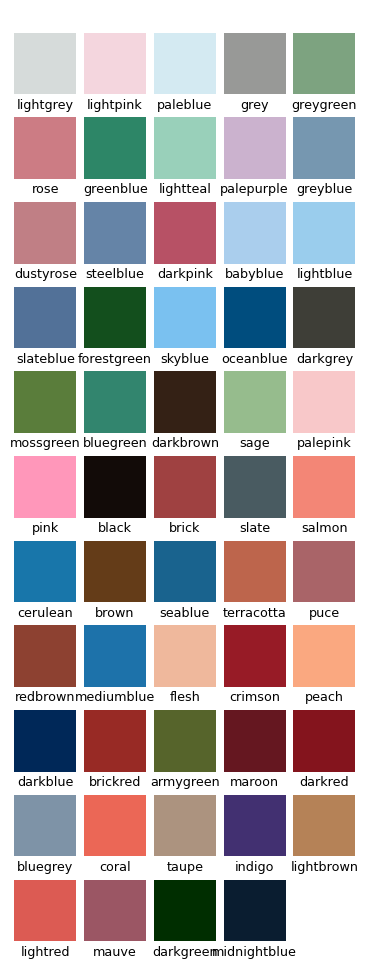 lightgrey lightpink paleblue grey greygreen
rose greenblue lightteal palepurple greyblue
dustyrose steelblue darkpink babyblue lightblue
slateblue forestgreen skyblue oceanblue darkgrey
mossgreen bluegreen darkbrown sage palepink
pink black brick slate salmon
cerulean brown seablue terracotta puce
redbrown mediumblue flesh crimson peach
darkblue brickred armygreen maroon darkred
bluegrey coral taupe indigo lightbrown
lightred mauve darkgreen midnightblue